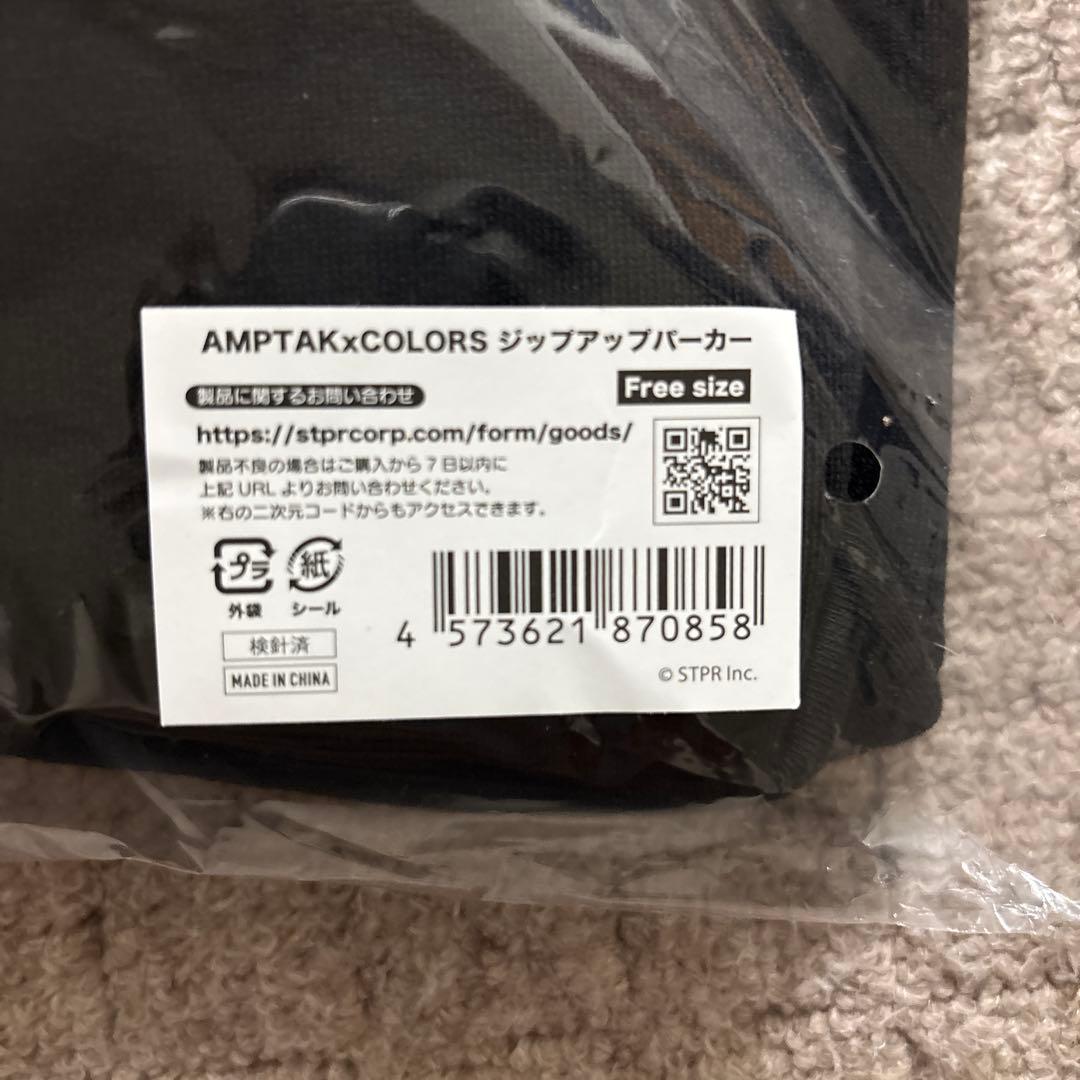 AMPTAKxCOLORS ジップアップパーカー
Free size
製品に関するお問い合わせ
https://stprcorp.com/form/goods/
製品不良の場合はご購入から7日以内に
上記URLよりお問い合わせください。
※右の二次元コードからもアクセスできます。
プラ
外袋
紙
シール
検針済
MADE IN CHINA
4 573621 870858
© STPR Inc.